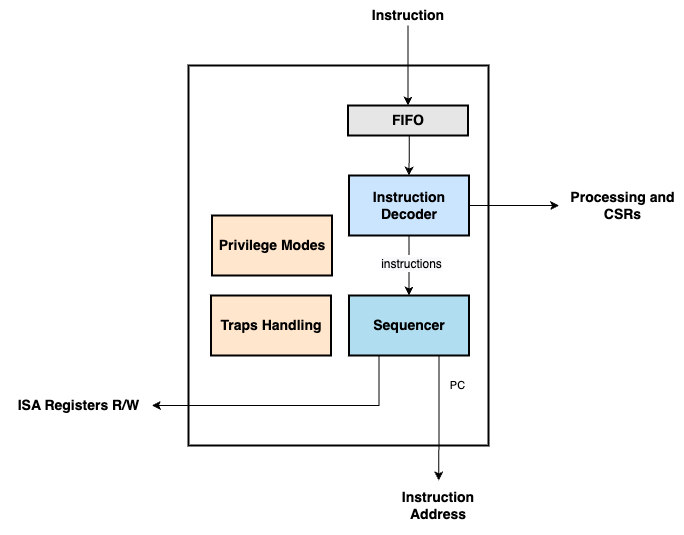 Instruction
FIFO
Instruction
Decoder
Processing and
CSRs
Privilege Modes
instructions
Traps Handling
Sequencer
PC
ISA Registers R/W
Instruction
Address